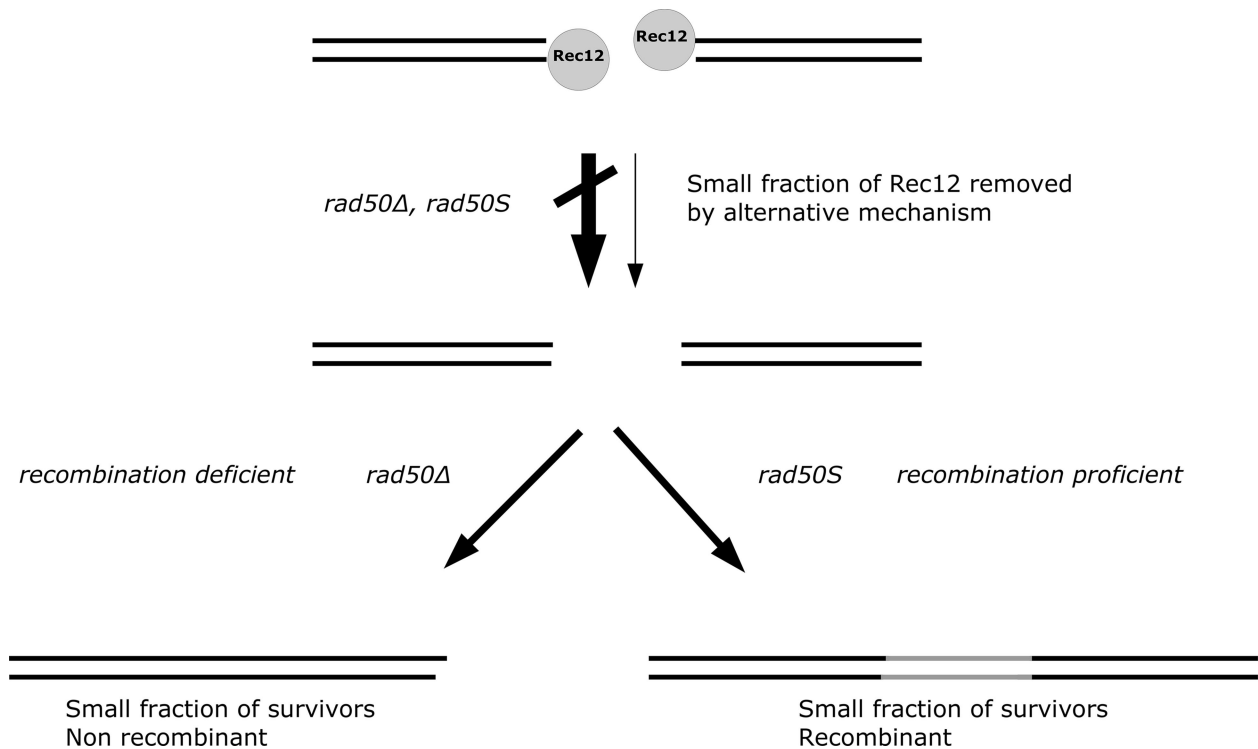 Rec12
Rec12
rad50Δ, rad50S
Small fraction of Rec12 removed
by alternative mechanism
recombination deficient
rad50Δ
rad50S
recombination proficient
Small fraction of survivors
Non recombinant
Small fraction of survivors
Recombinant